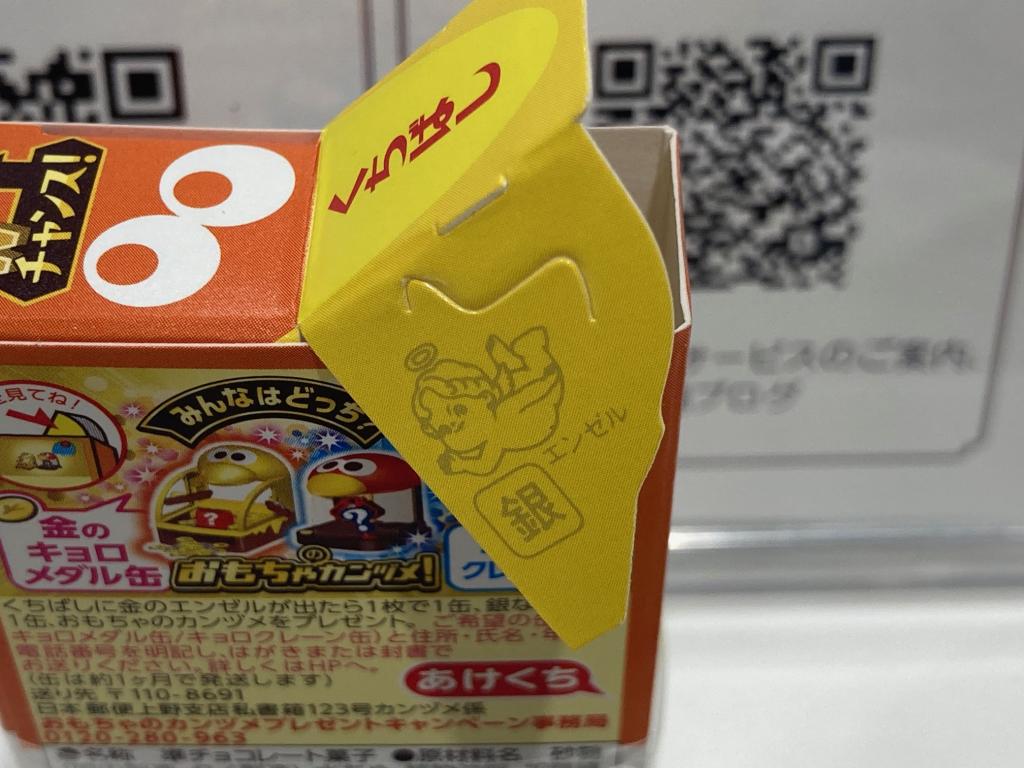 チャンス!
くちばし
エンゼル
銀
見てね!
みんなはどっち?
金の
キョロ
メダル缶
の
おもちゃカンヅメ!
ク
くちばしに金のエンゼルが出たら1枚で1缶、銀な
1缶、おもちゃのカンヅメをプレゼント。ご希望の
キョロメダル缶/キョロクレーン缶)と住所・氏名・
電話番号を明記し、はがきまたは封書で
お送りください。詳しくはHPへ。
(缶は約1ヶ月で発送します)
あけくち
送り先 〒110-8691
日本郵便上野支店私書箱123号カンヅメ係
おもちゃのカンヅメプレゼントキャンペーン事務局
0120-280-963
●名称 準チョコレート菓子 ●原材料名 砂糖
サービスのご案内、
ブログ